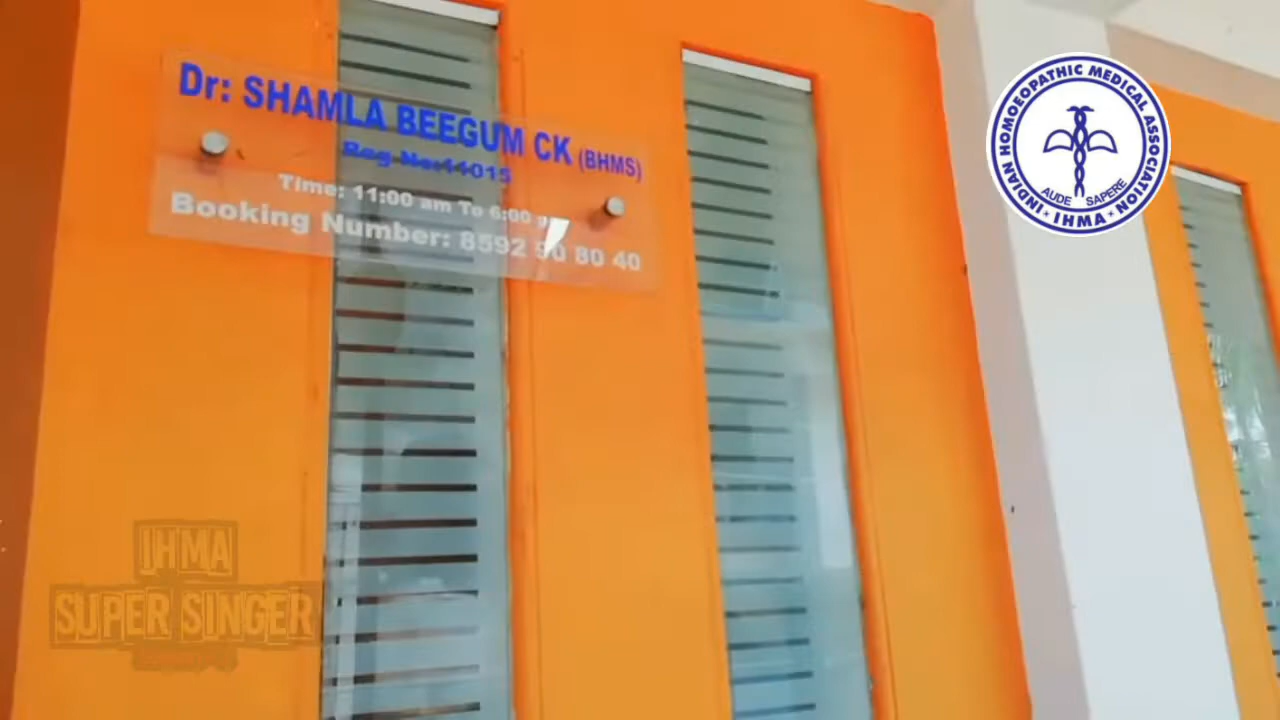 Dr: SHAMLA BEEGUM CK (BHMS)
Reg No:11015
Time: 11:00 am To 6:00
Booking Number: 8592 90 80 40
INDIAN HOMOEOPATHIC MEDICAL ASSOCIATION
IHMA
AUDE SAPERE
IHMA
SUPER SINGER